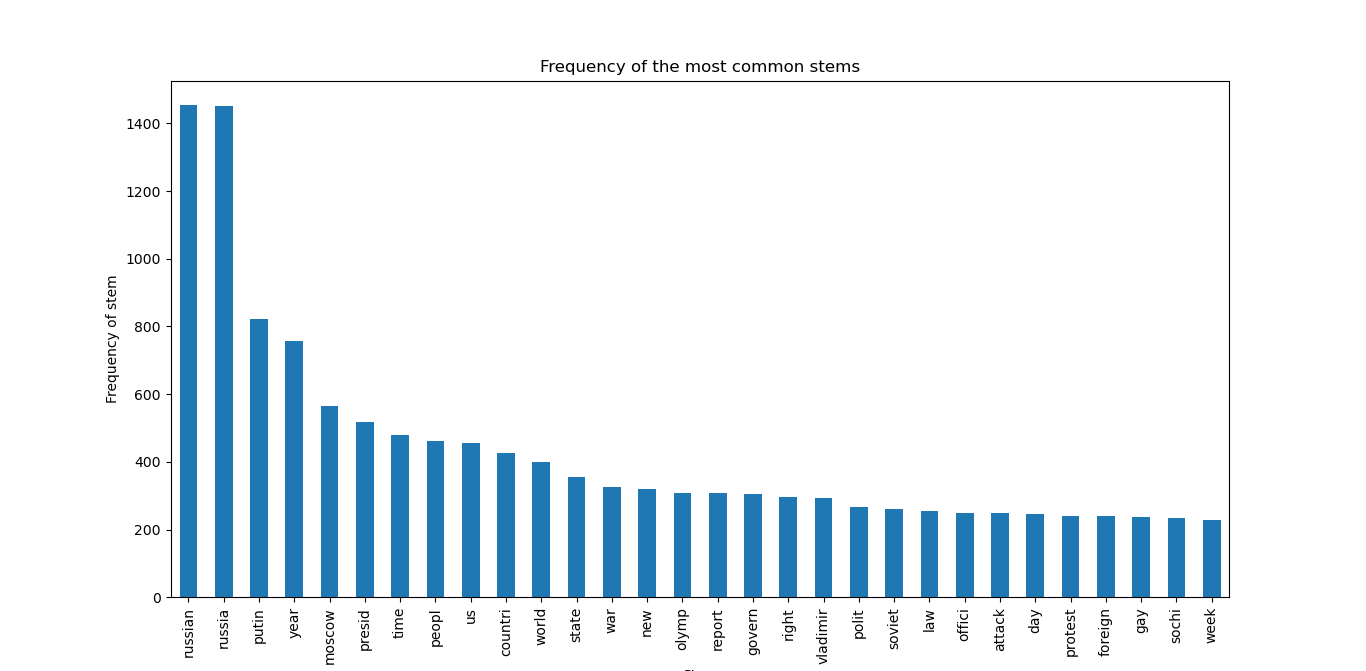 Frequency of the most common stems
Frequency of stem
1400
1200
1000
800
600
400
200
0
russian
russia
putin
year
moscow
presid
time
peopl
us
countri
world
state
war
new
olymp
report
govern
right
vladimir
polit
soviet
law
offici
attack
day
protest
foreign
gay
sochi
week